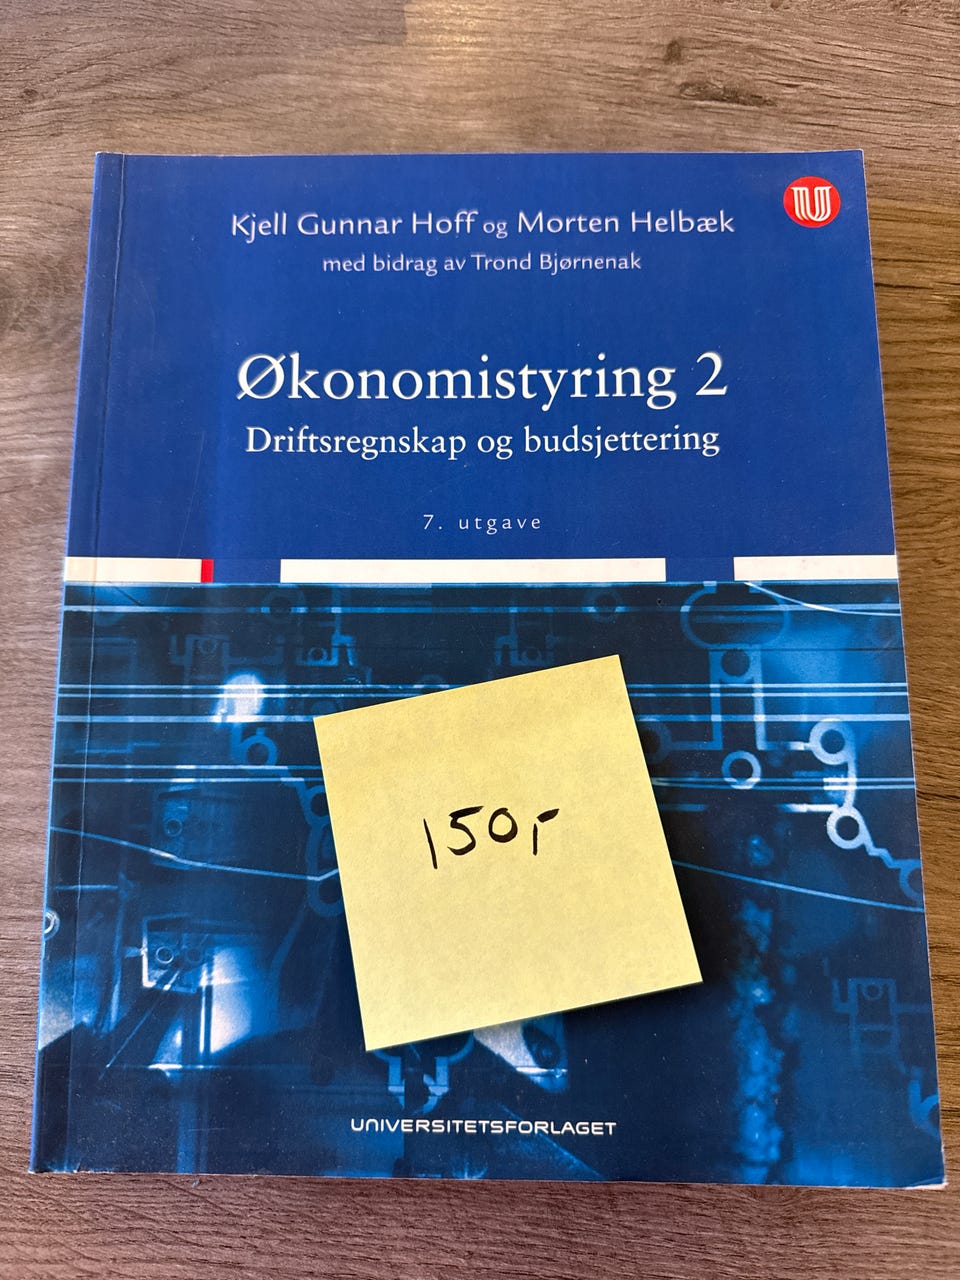 U
Kjell Gunnar Hoff og Morten Helbæk
med bidrag av Trond Bjørnenak
Økonomistyring 2
Driftsregnskap og budsjettering
7. utgave
150,-
UNIVERSITETSFORLAGET